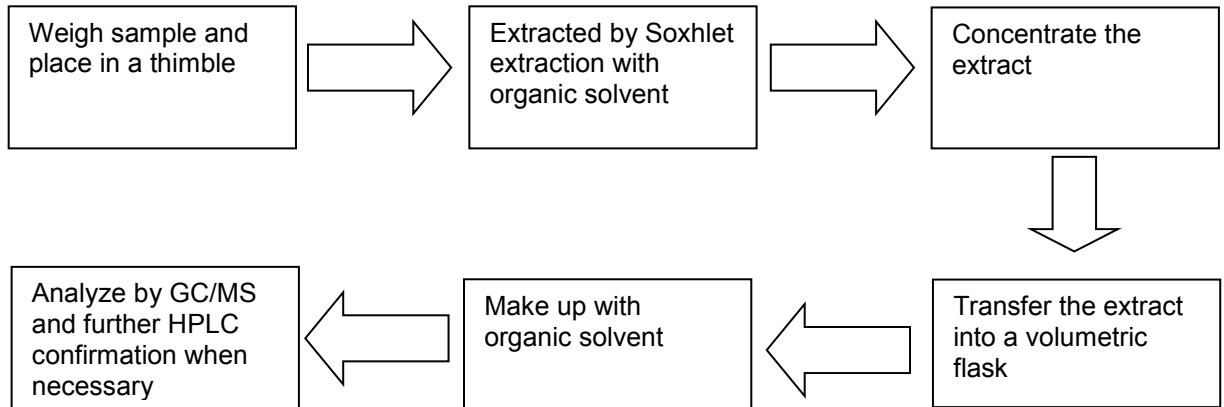 Weigh sample and
place in a thimble
Extracted by Soxhlet
extraction with
organic solvent
Concentrate the
extract
Transfer the extract
into a volumetric
flask
Make up with
organic solvent
Analyze by GC/MS
and further HPLC
confirmation when
necessary